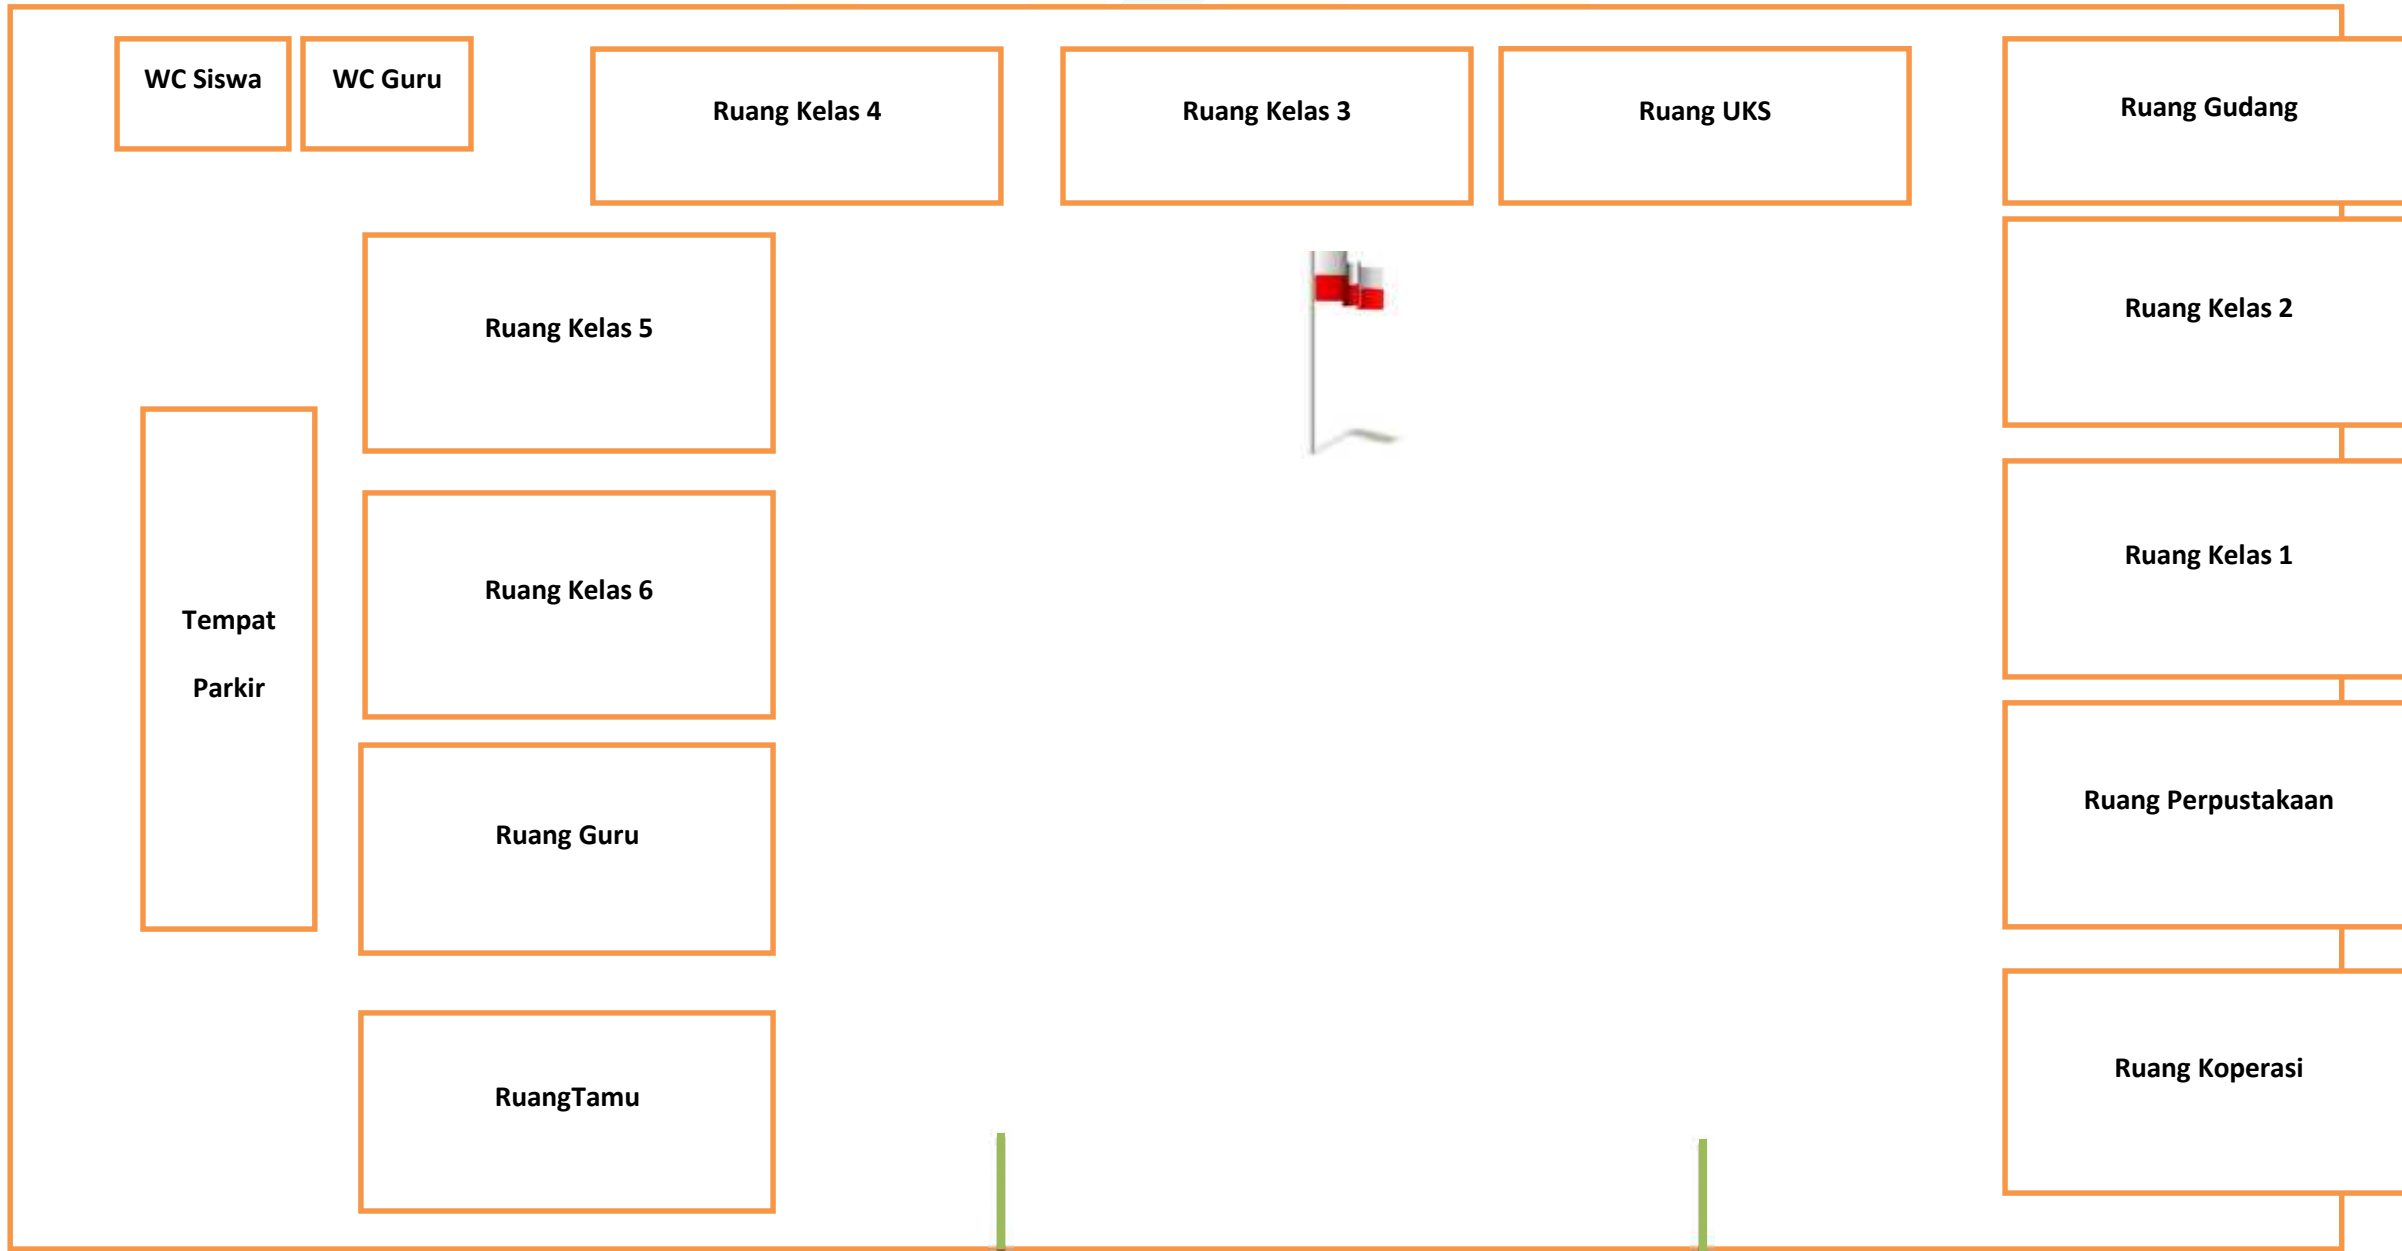 WC Siswa
WC Guru
Ruang Kelas 4
Ruang Kelas 3
Ruang UKS
Ruang Gudang
Ruang Kelas 5
Ruang Kelas 2
Ruang Kelas 6
Ruang Kelas 1
Tempat
Parkir
Ruang Guru
Ruang Perpustakaan
RuangTamu
Ruang Koperasi